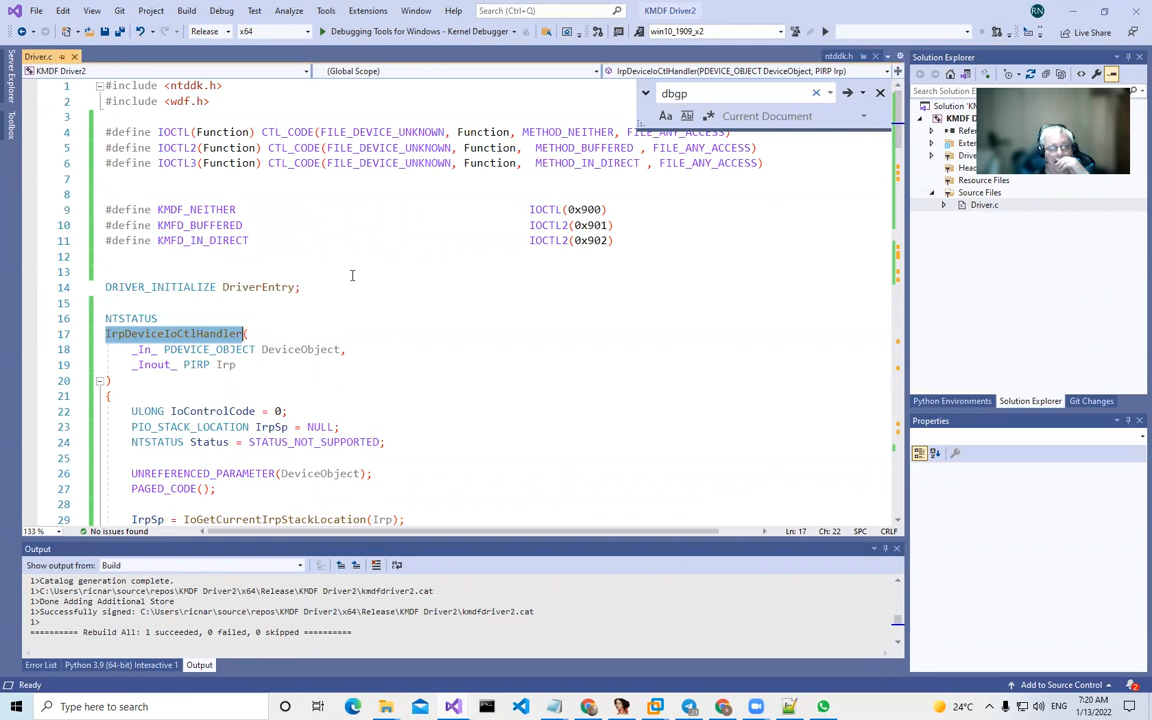 File Edit View Git Project Build Debug Test Analyze Tools Extensions Window Help Search (Ctrl+Q) KMDF Driver2 RN
Release x64 Debugging Tools for Windows - Kernel Debugger win10_1909_x2 Live Share
Server Explorer
Toolbox
Driver.c ntddk.h
KMDF Driver2 (Global Scope) IrpDeviceIoCtlHandler(PDEVICE_OBJECT DeviceObject, PIRP Irp)
dbgp
Aa Current Document
1 #include <ntddk.h>
2 #include <wdf.h>
3
4 #define IOCTL(Function) CTL_CODE(FILE_DEVICE_UNKNOWN, Function, METHOD_NEITHER, FILE_ANY_ACCESS)
5 #define IOCTL2(Function) CTL_CODE(FILE_DEVICE_UNKNOWN, Function, METHOD_BUFFERED , FILE_ANY_ACCESS)
6 #define IOCTL3(Function) CTL_CODE(FILE_DEVICE_UNKNOWN, Function, METHOD_IN_DIRECT , FILE_ANY_ACCESS)
7
8
9 #define KMDF_NEITHER IOCTL(0x900)
10 #define KMFD_BUFFERED IOCTL2(0x901)
11 #define KMFD_IN_DIRECT IOCTL2(0x902)
12
13
14 DRIVER_INITIALIZE DriverEntry;
15
16 NTSTATUS
17 IrpDeviceIoCtlHandler(
18 _In_ PDEVICE_OBJECT DeviceObject,
19 _Inout_ PIRP Irp
20 )
21 {
22 ULONG IoControlCode = 0;
23 PIO_STACK_LOCATION IrpSp = NULL;
24 NTSTATUS Status = STATUS_NOT_SUPPORTED;
25
26 UNREFERENCED_PARAMETER(DeviceObject);
27 PAGED_CODE();
28
29 IrpSp = IoGetCurrentIrpStackLocation(Irp);
133 % No issues found Ln: 17 Ch: 22 SPC CRLF
Output
Show output from: Build
1>Catalog generation complete.
1>C:\Users\ricnar\source\repos\KMDF Driver2\x64\Release\KMDF Driver2\kmdfdriver2.cat
1>Done Adding Additional Store
1>Successfully signed: C:\Users\ricnar\source\repos\KMDF Driver2\x64\Release\KMDF Driver2\kmdfdriver2.cat
1>
========== Rebuild All: 1 succeeded, 0 failed, 0 skipped ==========
Error List Python 3.9 (64-bit) Interactive 1 Output
Solution Explorer
Search Solution
Solution 'K
KMD
Refer
Exter
Drive
Head
Resource Files
Source Files
Driver.c
Python Environments Solution Explorer Git Changes
Properties
Ready Add to Source Control 2
Type here to search 24°C ENG 7:20 AM
1/13/2022